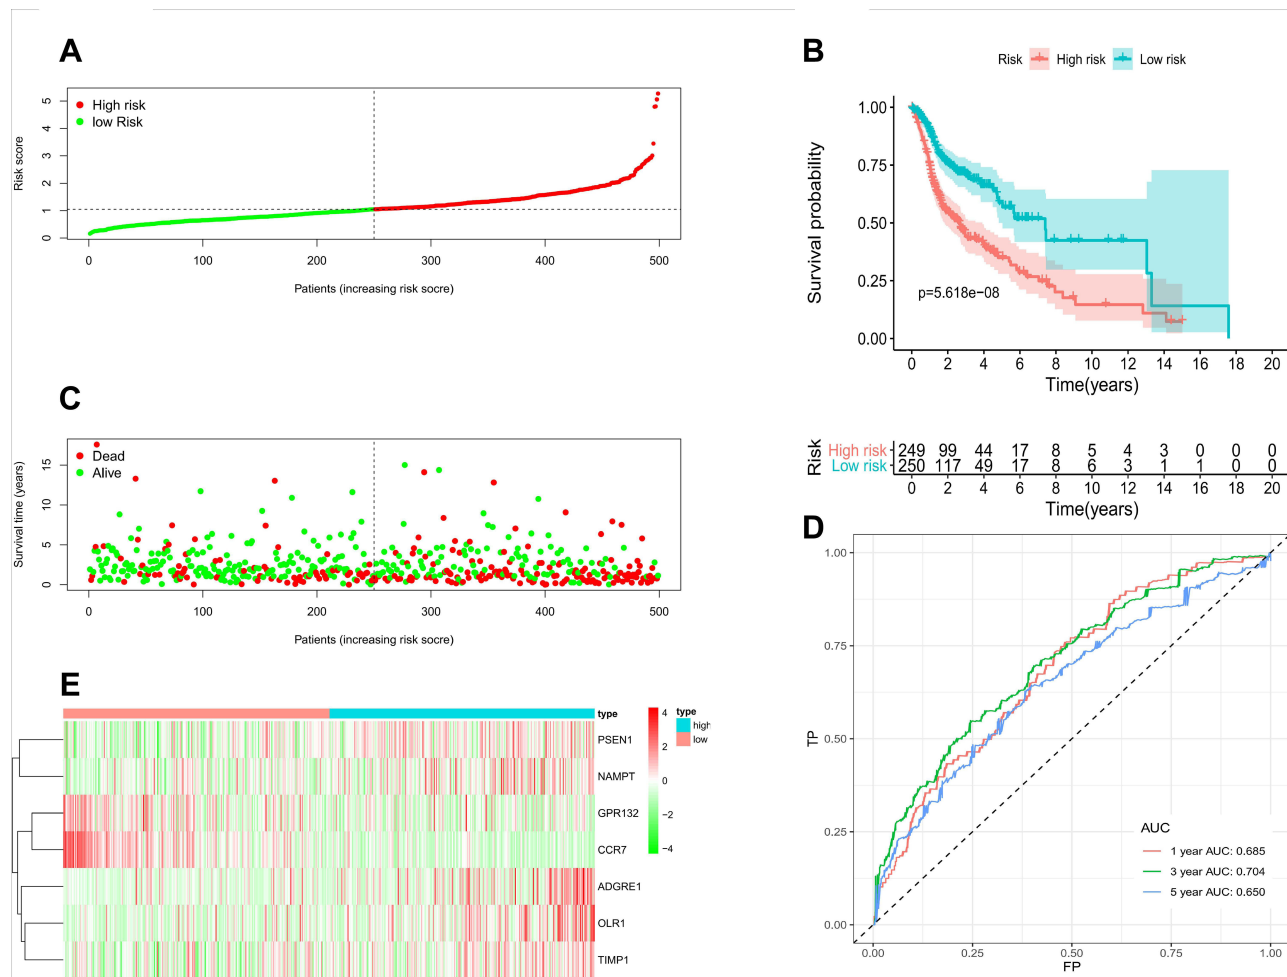 A
High risk
low Risk
Risk score
5
4
3
2
1
0
0 100 200 300 400 500
Patients (increasing risk socre)
B
Risk High risk Low risk
Survival probability
1.00
0.75
0.50
0.25
0.00
p=5.618e−08
0 2 4 6 8 10 12 14 16 18 20
Time(years)
Risk
High risk 249 99 44 17 8 5 4 3 0 0 0
Low risk 250 117 49 17 8 6 3 1 1 0 0
0 2 4 6 8 10 12 14 16 18 20
Time(years)
C
Dead
Alive
Survival time (years)
15
10
5
0
0 100 200 300 400 500
Patients (increasing risk socre)
D
TP
1.00
0.75
0.50
0.25
0.00
AUC
1 year AUC: 0.685
3 year AUC: 0.704
5 year AUC: 0.650
0.00 0.25 0.50 0.75 1.00
FP
E
type
PSEN1
NAMPT
GPR132
CCR7
ADGRE1
OLR1
TIMP1
4
2
0
−2
−4
type
high
low